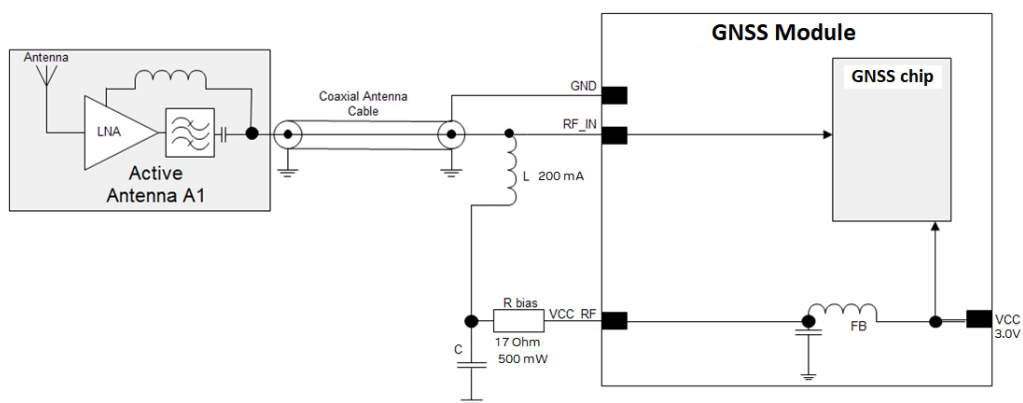 GNSS Module
Antenna
GNSS chip
Coaxial Antenna
Cable
GND
RF_IN
LNA
Active
Antenna A1
L 200 mA
R bias
VCC_RF
17 Ohm
500 mW
C
FB
VCC
3.0V